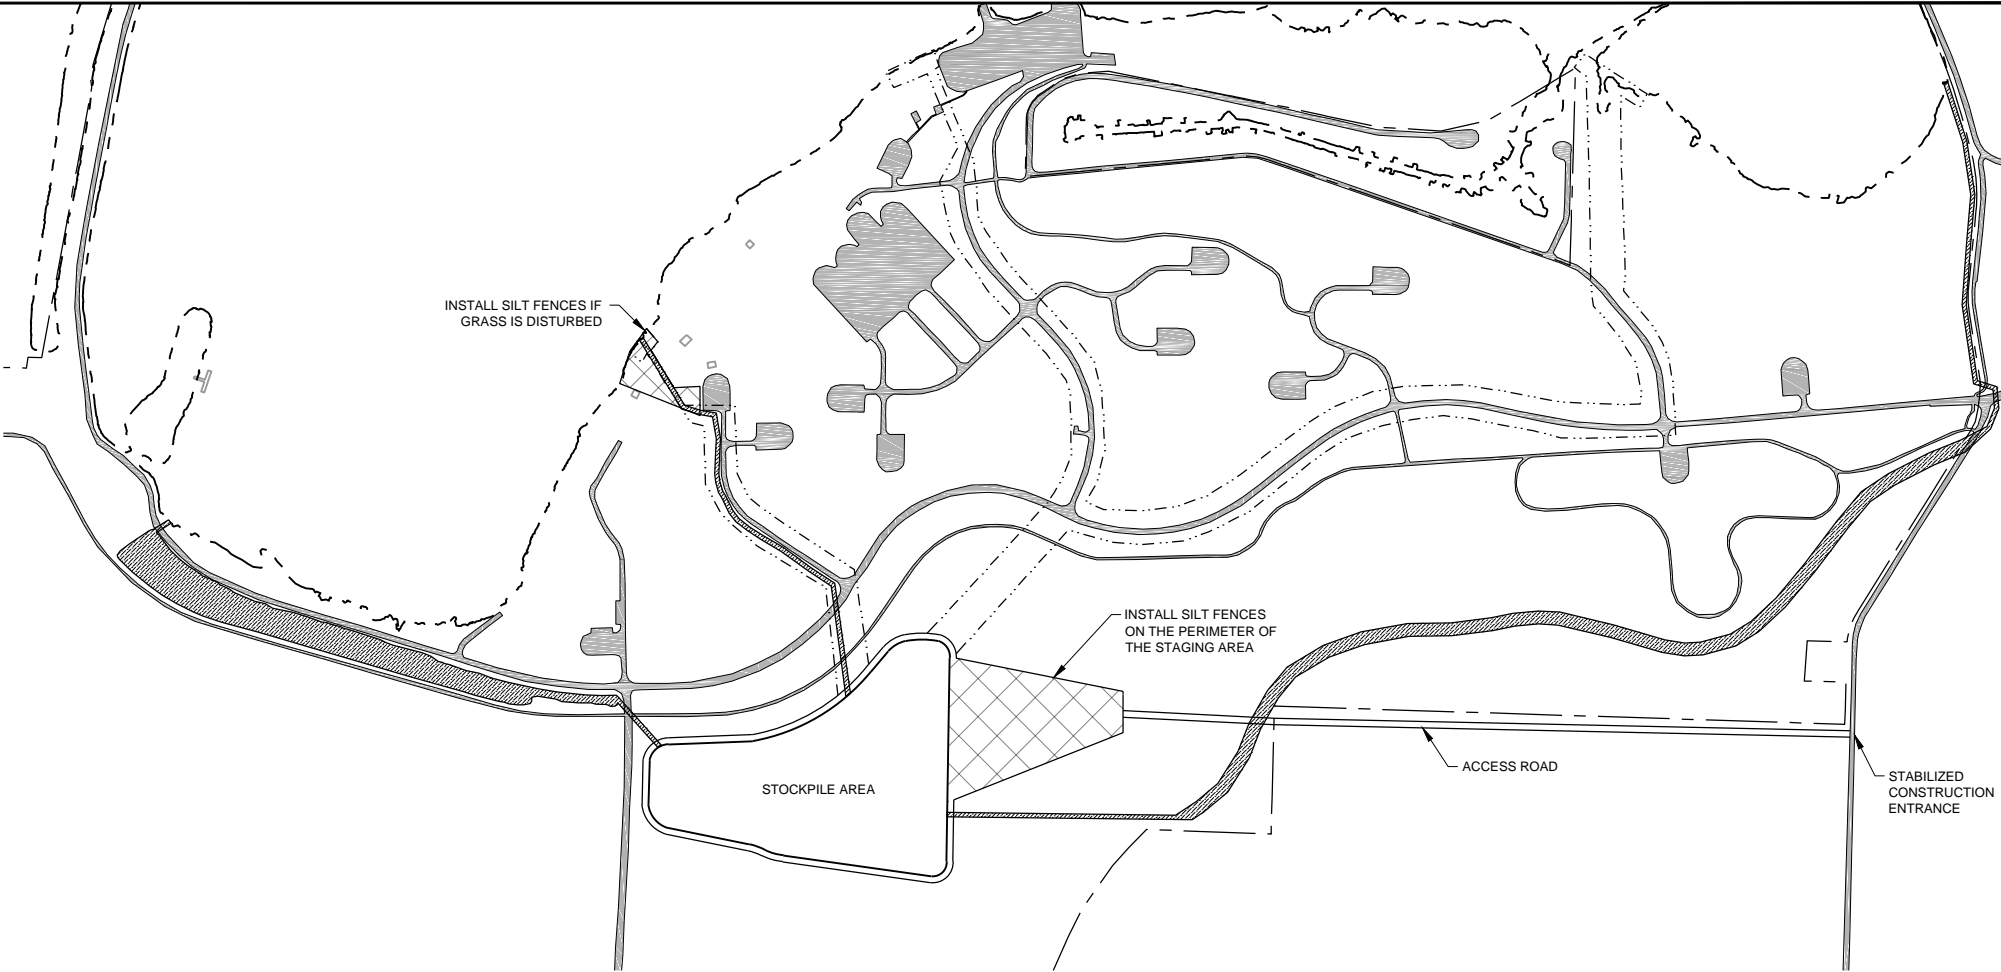 INSTALL SILT FENCES IF
GRASS IS DISTURBED
INSTALL SILT FENCES
ON THE PERIMETER OF
THE STAGING AREA
ACCESS ROAD
STOCKPILE AREA
STABILIZED
CONSTRUCTION
ENTRANCE